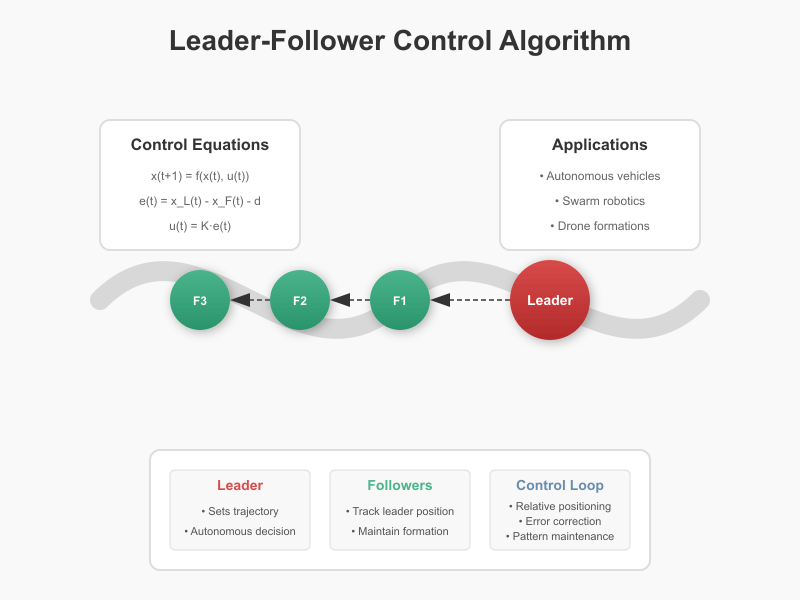 Leader-Follower Control Algorithm
Control Equations
x(t+1) = f(x(t), u(t))
e(t) = x_L(t) - x_F(t) - d
u(t) = K·e(t)
Applications
• Autonomous vehicles
• Swarm robotics
• Drone formations
F3
F2
F1
Leader
Leader
• Sets trajectory
• Autonomous decision
Followers
• Track leader position
• Maintain formation
Control Loop
• Relative positioning
• Error correction
• Pattern maintenance